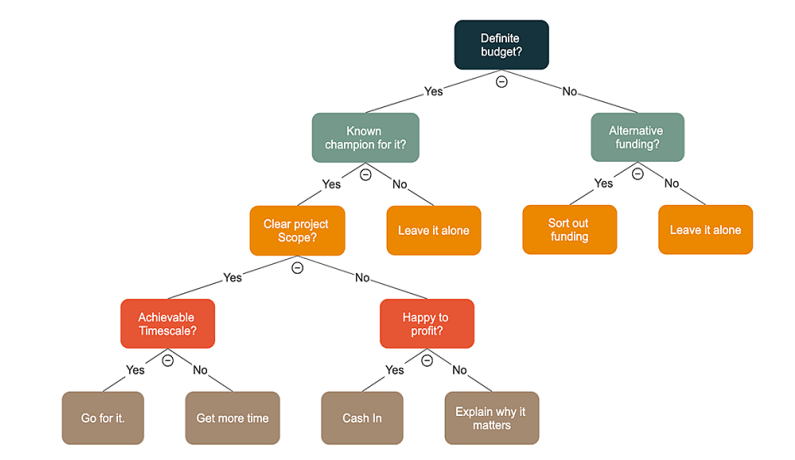 Definite
budget?
Yes
No
Known
champion for it?
Alternative
funding?
Yes
No
Yes
No
Clear project
Scope?
Leave it alone
Sort out
funding
Leave it alone
Yes
No
Achievable
Timescale?
Happy to
profit?
Yes
No
Yes
No
Go for it.
Get more time
Cash In
Explain why it
matters